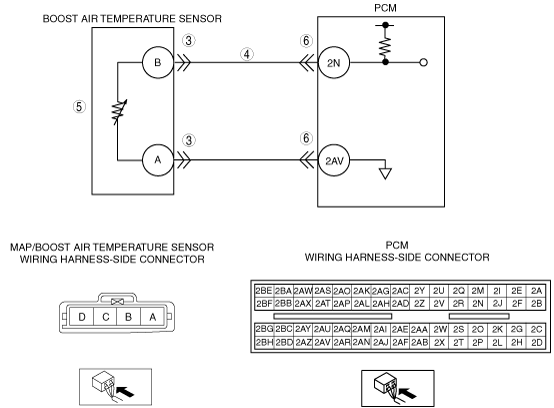 BOOST AIR TEMPERATURE SENSOR
PCM
3
6
4
B
2N
5
3
6
A
2AV
MAP/BOOST AIR TEMPERATURE SENSOR
WIRING HARNESS-SIDE CONNECTOR
PCM
WIRING HARNESS-SIDE CONNECTOR
D C B A
2BE 2BA 2AW 2AS 2AO 2AK 2AG 2AC 2Y 2U 2Q 2M 2I 2E 2A
2BF 2BB 2AX 2AT 2AP 2AL 2AH 2AD 2Z 2V 2R 2N 2J 2F 2B
2BG 2BC 2AY 2AU 2AQ 2AM 2AI 2AE 2AA 2W 2S 2O 2K 2G 2C
2BH 2BD 2AZ 2AV 2AR 2AN 2AJ 2AF 2AB 2X 2T 2P 2L 2H 2D